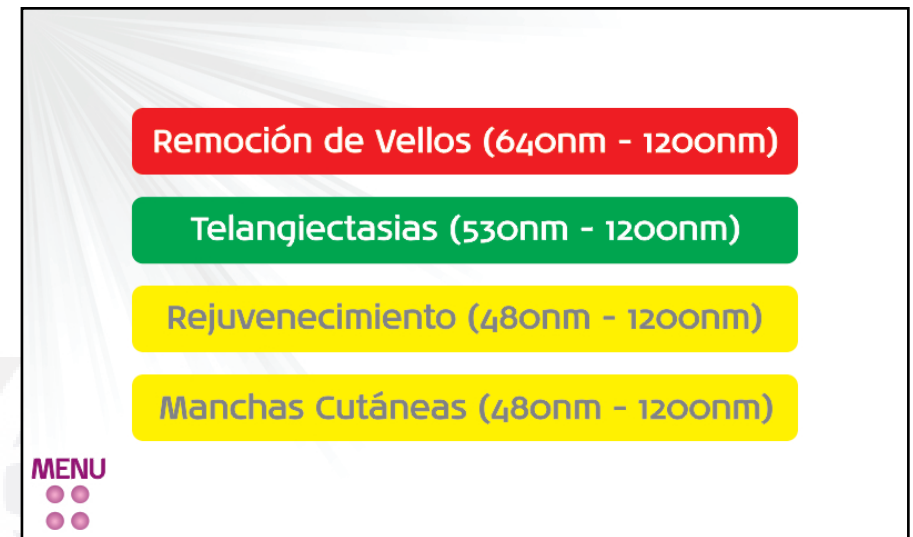 Remoción de Vellos (640nm - 1200nm)
Telangiectasias (530nm - 1200nm)
Rejuvenecimiento (480nm - 1200nm)
Manchas Cutáneas (480nm - 1200nm)
MENU